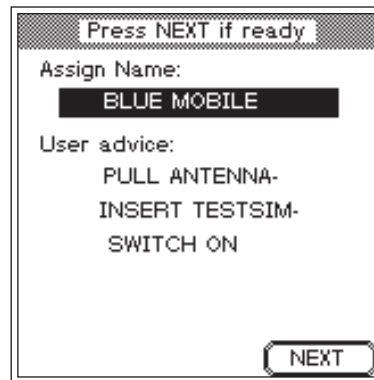 Press NEXT if ready
Assign Name:
BLUE MOBILE
User advice:
PULL ANTENNA-
INSERT TESTSIM-
SWITCH ON
NEXT